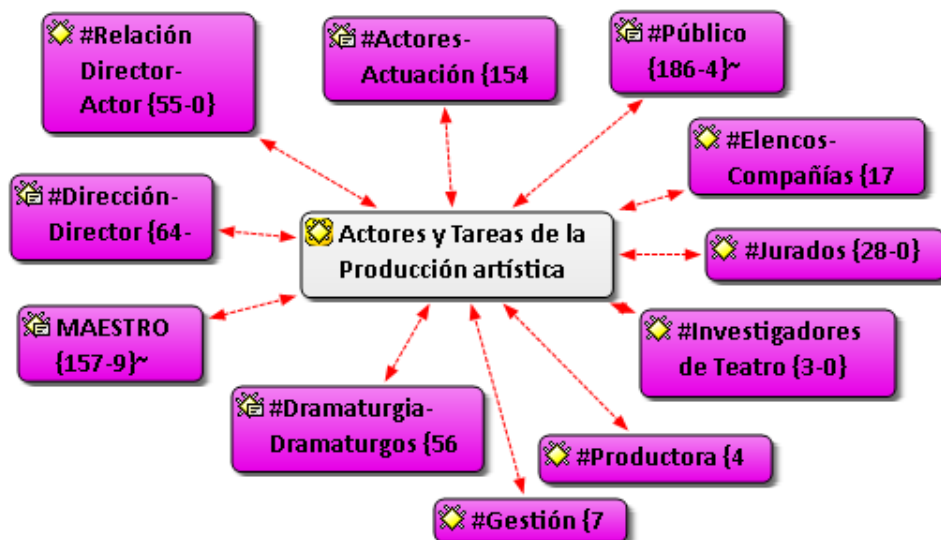 #Relación
Director-
Actor {55-0}
#Actores-
Actuación {154
#Público
{186-4}~
#Elencos-
Compañías {17
#Dirección-
Director {64-
Actores y Tareas de la
Producción artística
#Jurados {28-0}
MAESTRO
{157-9}~
#Investigadores
de Teatro {3-0}
#Dramaturgia-
Dramaturgos {56
#Productora {4
#Gestión {7